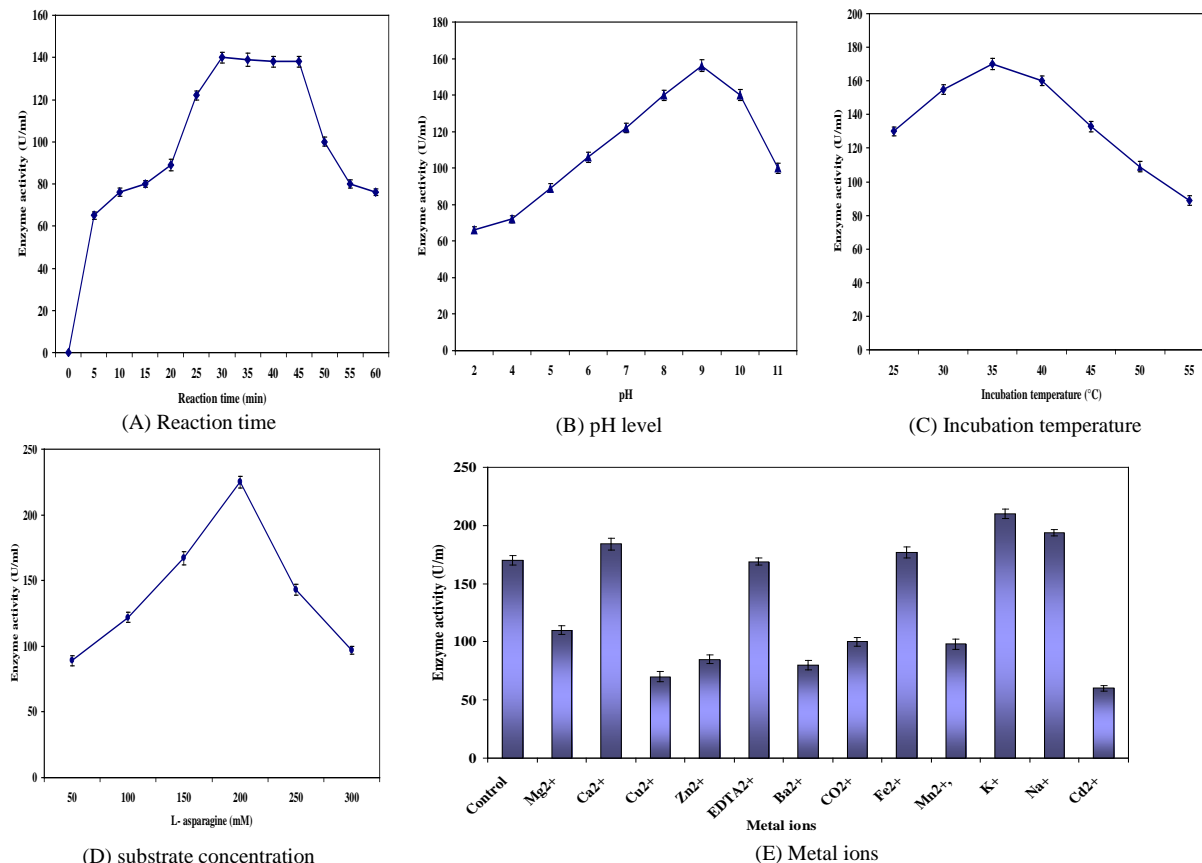 160
140
120
100
80
60
40
20
0
Enzyme activity (U/ml)
0 5 10 15 20 25 30 35 40 45 50 55 60
Reaction time (min)
(A) Reaction time
180
160
140
120
100
80
60
40
20
0
Enzyme activity (U/ml)
2 4 5 6 7 8 9 10 11
pH
(B) pH level
200
180
160
140
120
100
80
60
40
20
0
Enzyme activity (U/ml)
25 30 35 40 45 50 55
Incubation temperature (°C)
(C) Incubation temperature
250
200
150
100
50
0
Enzyme activity (U/ml)
50 100 150 200 250 300
L- asparagine (mM)
(D) substrate concentration
250
200
150
100
50
0
Enzyme activity (U/m)
Control Mg2+ Ca2+ Cu2+ Zn2+ EDTA2+ Ba2+ CO2+ Fe2+ Mn2+, K+ Na+ Cd2+
Metal ions
(E) Metal ions